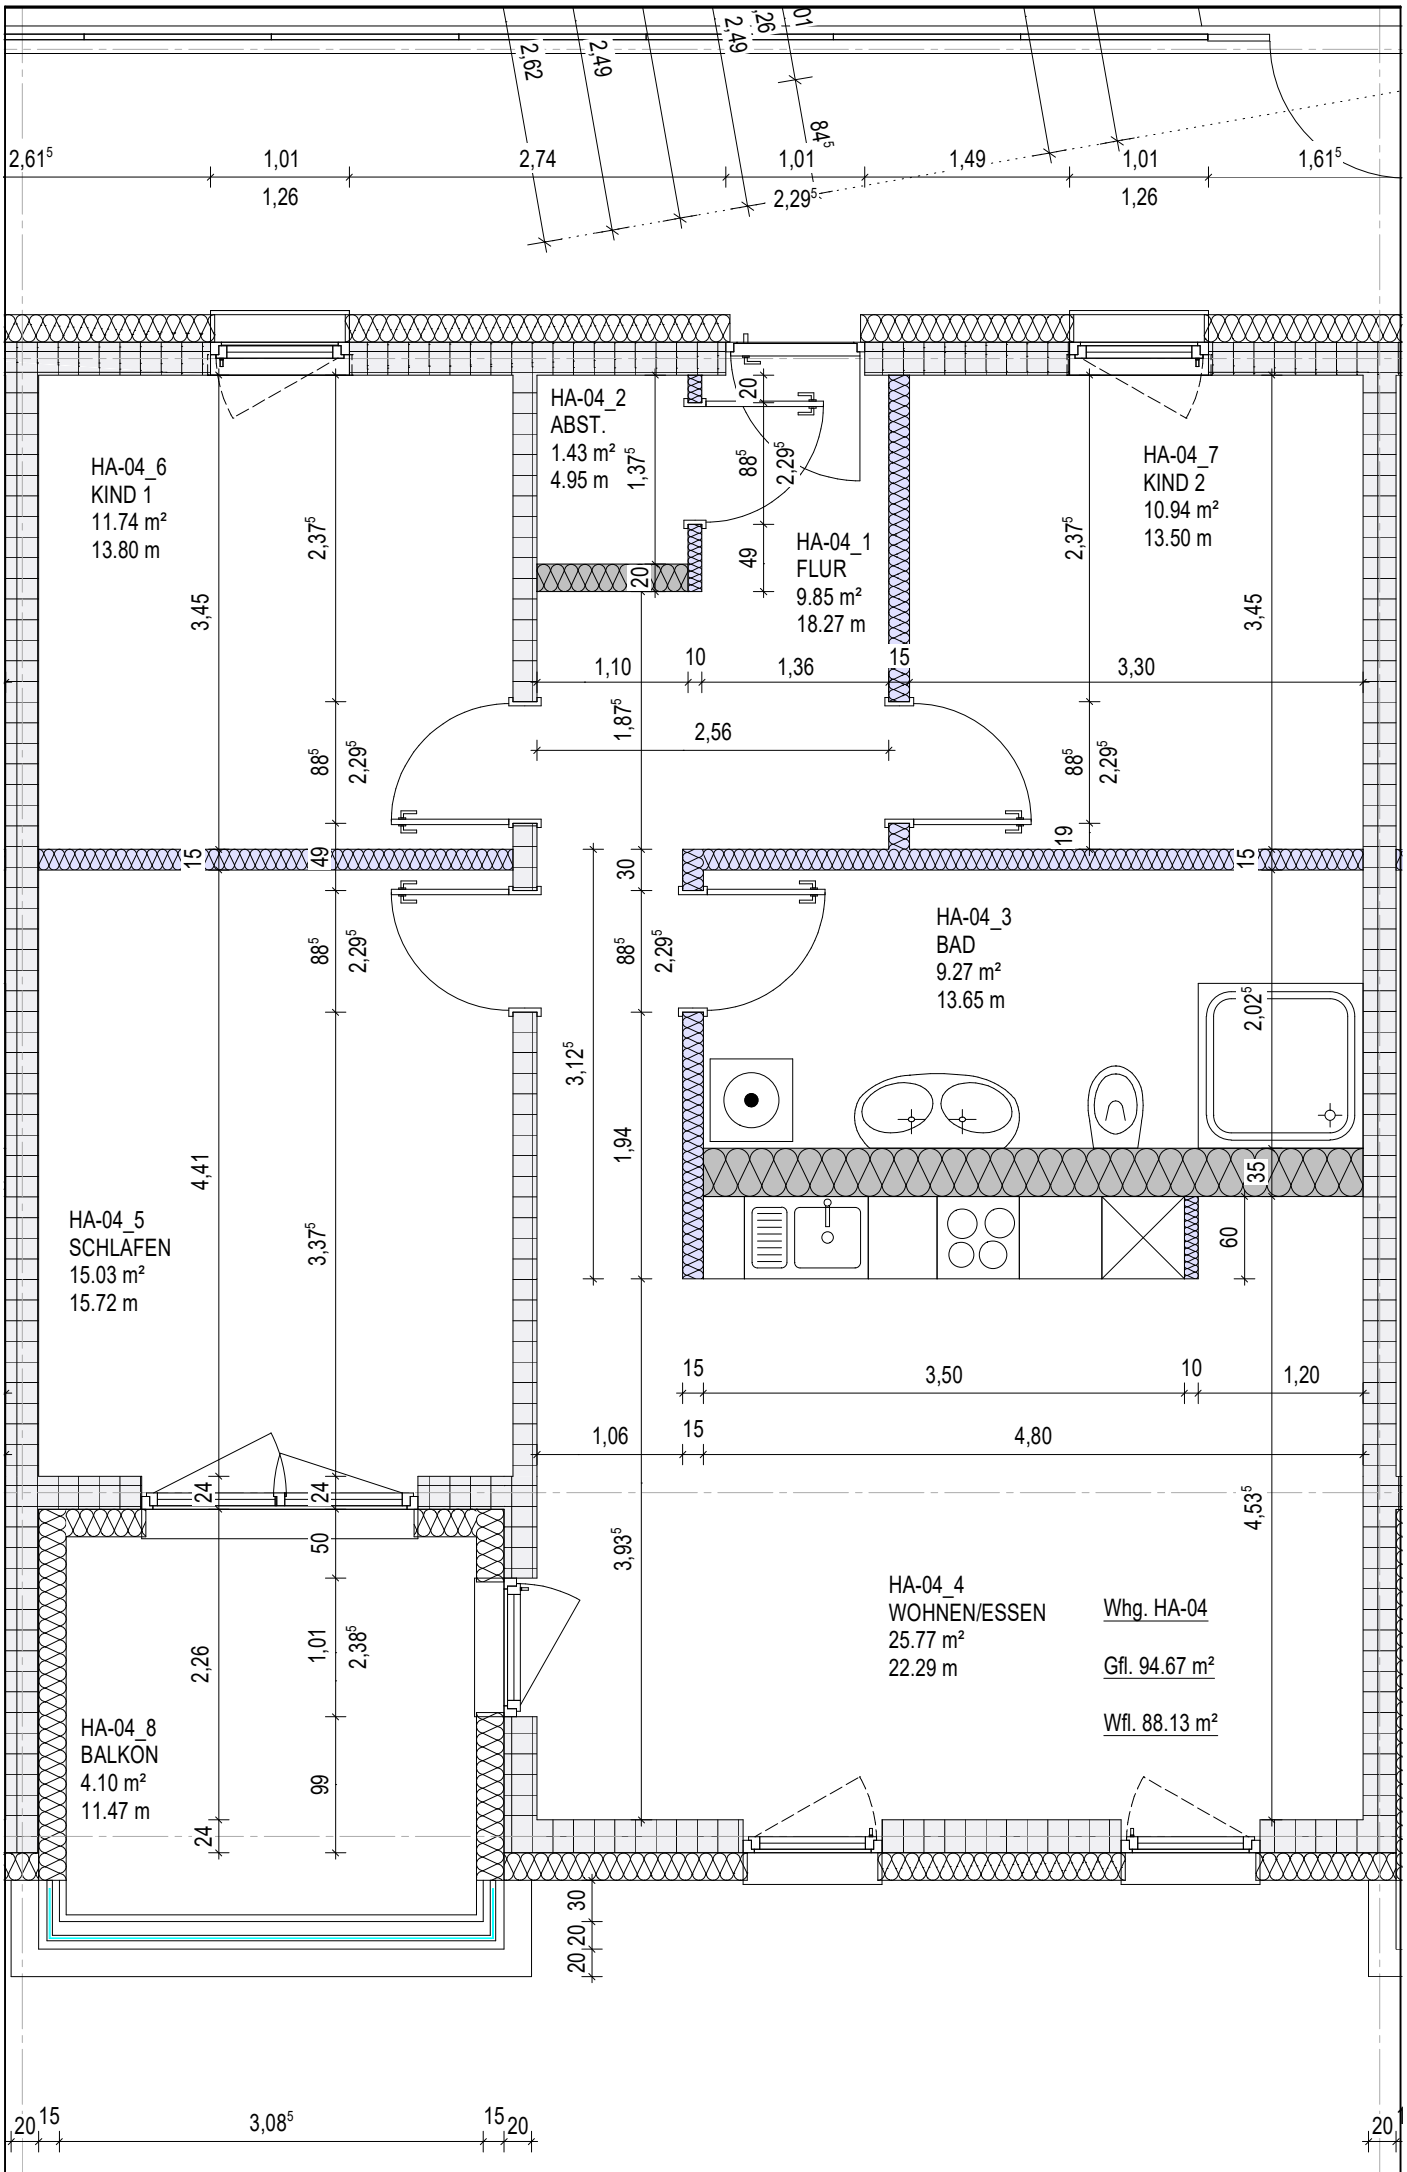 2,62
2,49
2,49
,26
01
84⁵
2,61⁵
1,01
2,74
1,01
1,49
1,01
1,61⁵
1,26
2,29⁵
1,26
HA-04_6
KIND 1
11.74 m²
13.80 m
HA-04_2
ABST.
1.43 m²
4.95 m
1,37⁵
20
88⁵
2,29⁵
49
20
HA-04_1
FLUR
9.85 m²
18.27 m
HA-04_7
KIND 2
10.94 m²
13.50 m
2,37⁵
3,45
2,37⁵
3,45
1,10
10
1,36
15
3,30
1,87⁵
2,56
88⁵
2,29⁵
88⁵
2,29⁵
15
49
30
19
15
88⁵
2,29⁵
88⁵
2,29⁵
HA-04_3
BAD
9.27 m²
13.65 m
2,02⁵
3,12⁵
1,94
4,41
3,37⁵
35
60
HA-04_5
SCHLAFEN
15.03 m²
15.72 m
15
3,50
10
1,20
1,06
15
4,80
24
24
50
3,93⁵
4,53⁵
2,26
1,01
2,38⁵
HA-04_4
WOHNEN/ESSEN
25.77 m²
22.29 m
Whg. HA-04
Gfl. 94.67 m²
Wfl. 88.13 m²
HA-04_8
BALKON
4.10 m²
11.47 m
99
24
30
20
20
20
15
3,08⁵
15
20
20